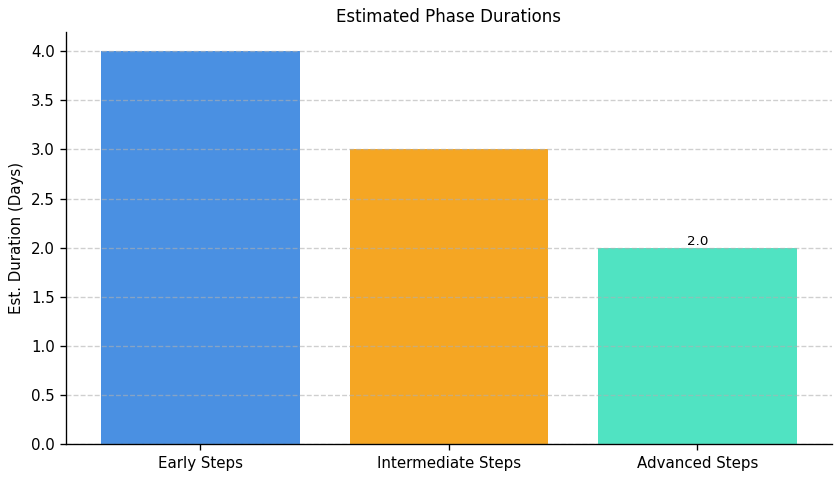 Estimated Phase Durations
Est. Duration (Days)
4.0
3.5
3.0
2.5
2.0
1.5
1.0
0.5
0.0
2.0
Early Steps
Intermediate Steps
Advanced Steps